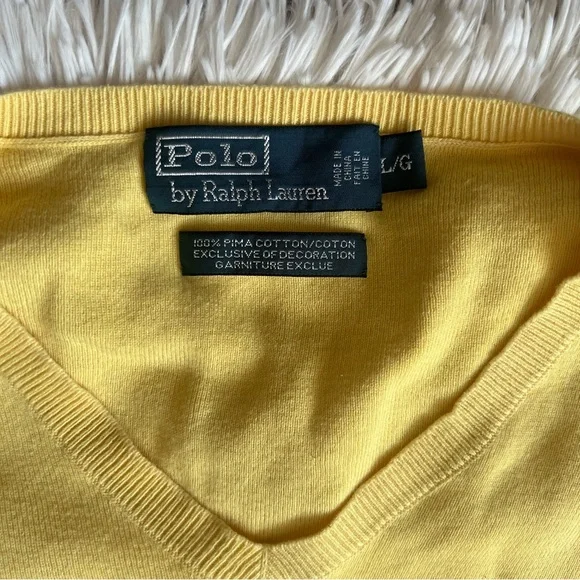 Polo
by Ralph Lauren
MADE IN
CHINA
FAIT EN
CHINE
L/G
100% PIMA COTTON/COTON
EXCLUSIVE OF DECORATION
GARNITURE EXCLUE